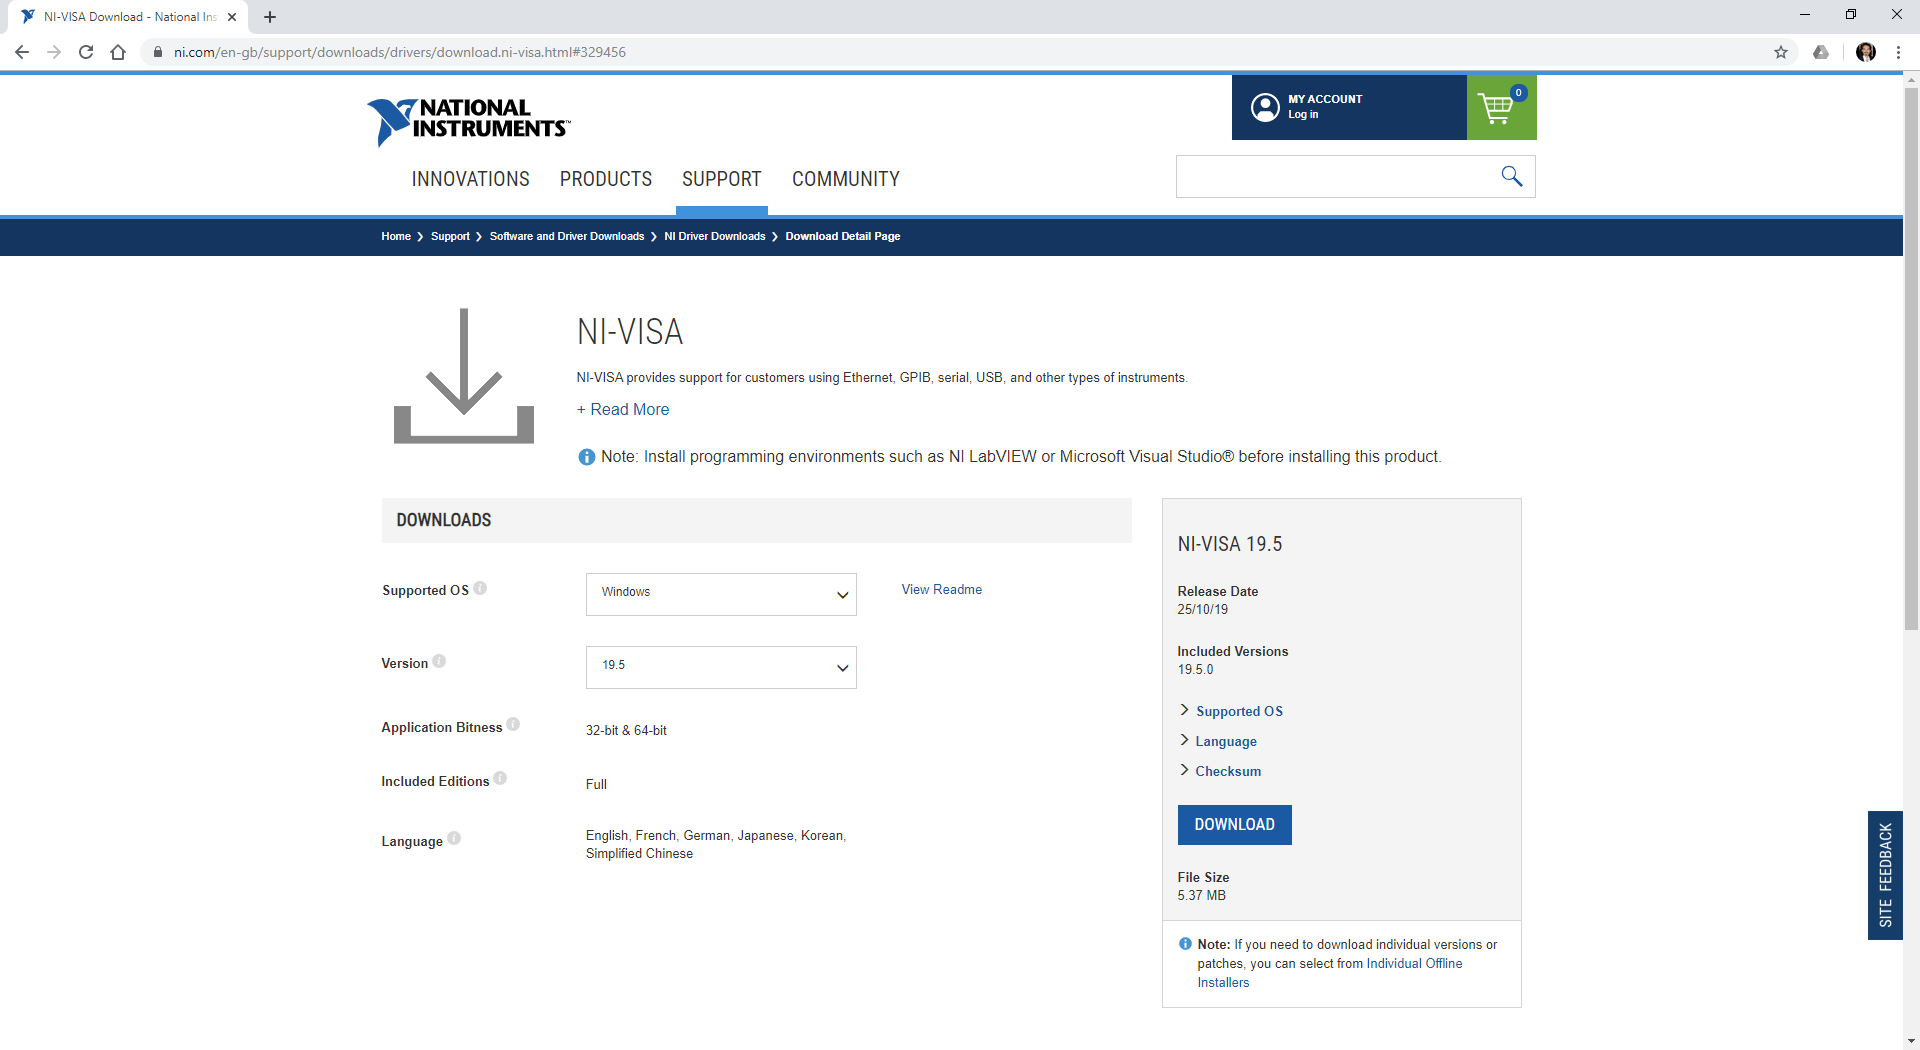 NI-VISA Download - National Ins
ni.com/en-gb/support/downloads/drivers/download.ni-visa.html#329456
NATIONAL
INSTRUMENTS™
MY ACCOUNT
Log in
0
INNOVATIONS
PRODUCTS
SUPPORT
COMMUNITY
Home > Support > Software and Driver Downloads > NI Driver Downloads > Download Detail Page
NI-VISA
NI-VISA provides support for customers using Ethernet, GPIB, serial, USB, and other types of instruments.
+ Read More
Note: Install programming environments such as NI LabVIEW or Microsoft Visual Studio® before installing this product.
DOWNLOADS
Supported OS
Windows
View Readme
Version
19.5
Application Bitness
32-bit & 64-bit
Included Editions
Full
Language
English, French, German, Japanese, Korean,
Simplified Chinese
NI-VISA 19.5
Release Date
25/10/19
Included Versions
19.5.0
Supported OS
Language
Checksum
DOWNLOAD
File Size
5.37 MB
Note: If you need to download individual versions or
patches, you can select from Individual Offline
Installers
SITE FEEDBACK